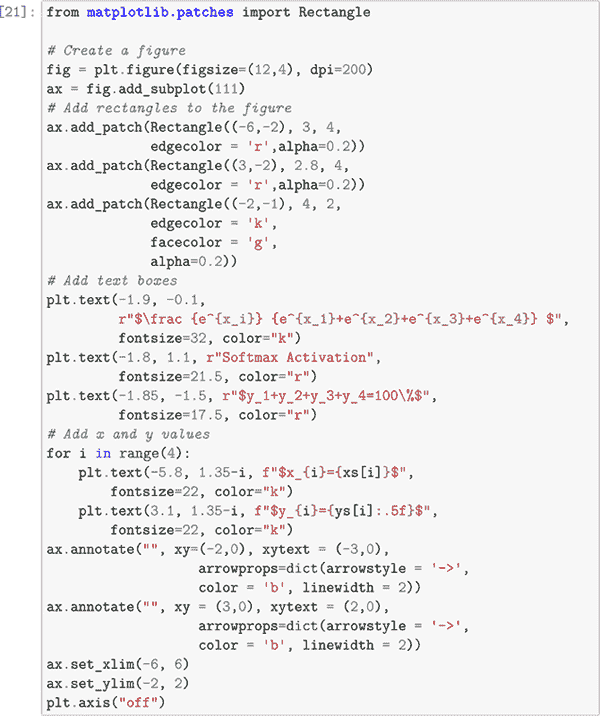 [21]: from matplotlib.patches import Rectangle

# Create a figure
fig = plt.figure(figsize=(12,4), dpi=200)
ax = fig.add_subplot(111)
# Add rectangles to the figure
ax.add_patch(Rectangle((-6,-2), 3, 4,
             edgecolor = 'r',alpha=0.2))
ax.add_patch(Rectangle((3,-2), 2.8, 4,
             edgecolor = 'r',alpha=0.2))
ax.add_patch(Rectangle((-2,-1), 4, 2,
             edgecolor = 'k',
             facecolor = 'g',
             alpha=0.2))
# Add text boxes
plt.text(-1.9, -0.1,
         r"$\frac {e^{x_i}} {e^{x_1}+e^{x_2}+e^{x_3}+e^{x_4}} $",
         fontsize=32, color="k")
plt.text(-1.8, 1.1, r"Softmax Activation",
         fontsize=21.5, color="r")
plt.text(-1.85, -1.5, r"$y_1+y_2+y_3+y_4=100\%$",
         fontsize=17.5, color="r")
# Add x and y values
for i in range(4):
    plt.text(-5.8, 1.35-i, f"$x_{i}={xs[i]}$",
        fontsize=22, color="k")
    plt.text(3.1, 1.35-i, f"$y_{i}={ys[i]:.5f}$",
        fontsize=22, color="k")
ax.annotate("", xy=(-2,0), xytext = (-3,0),
                   arrowprops=dict(arrowstyle = '->',
                   color = 'b', linewidth = 2))
ax.annotate("", xy = (3,0), xytext = (2,0),
                   arrowprops=dict(arrowstyle = '->',
                   color = 'b', linewidth = 2))
ax.set_xlim(-6, 6)
ax.set_ylim(-2, 2)
plt.axis("off")